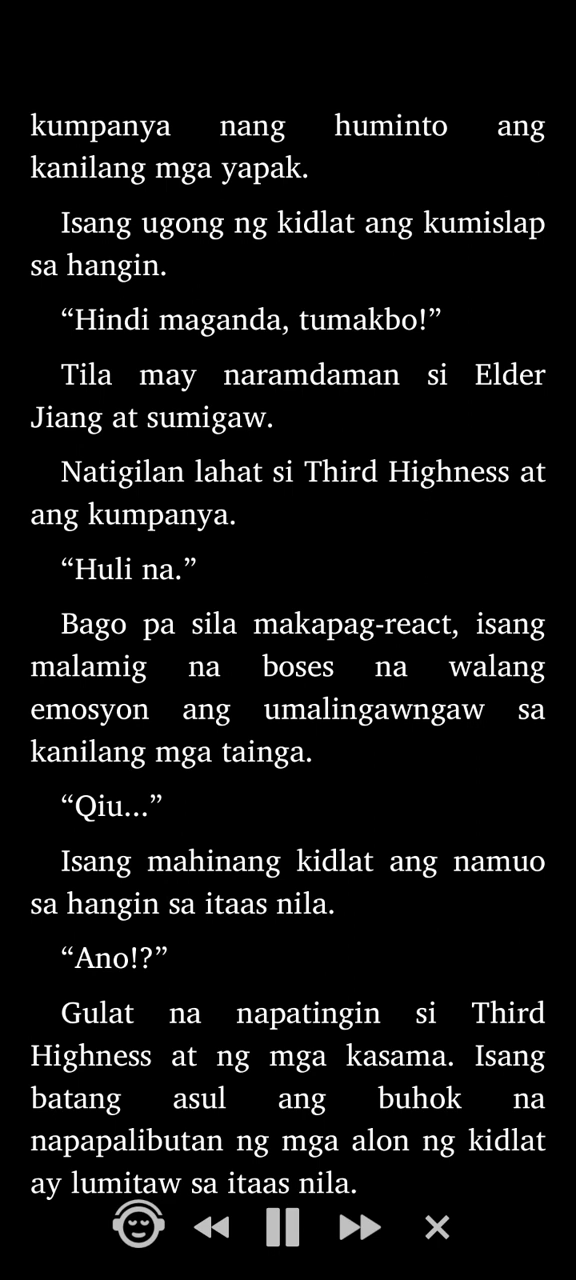 kumpanya nang huminto ang
kanilang mga yapak.
Isang ugong ng kidlat ang kumislap
sa hangin.
“Hindi maganda, tumakbo!”
Tila may naramdaman si Elder
Jiang at sumigaw.
Natigilan lahat si Third Highness at
ang kumpanya.
“Huli na.”
Bago pa sila makapag-react, isang
malamig na boses na walang
emosyon ang umalingawngaw sa
kanilang mga tainga.
“Qiu...”
Isang mahinang kidlat ang namuo
sa hangin sa itaas nila.
“Ano!?”
Gulat na napatingin si Third
Highness at ng mga kasama. Isang
batang asul ang buhok na
napapalibutan ng mga alon ng kidlat
ay lumitaw sa itaas nila.